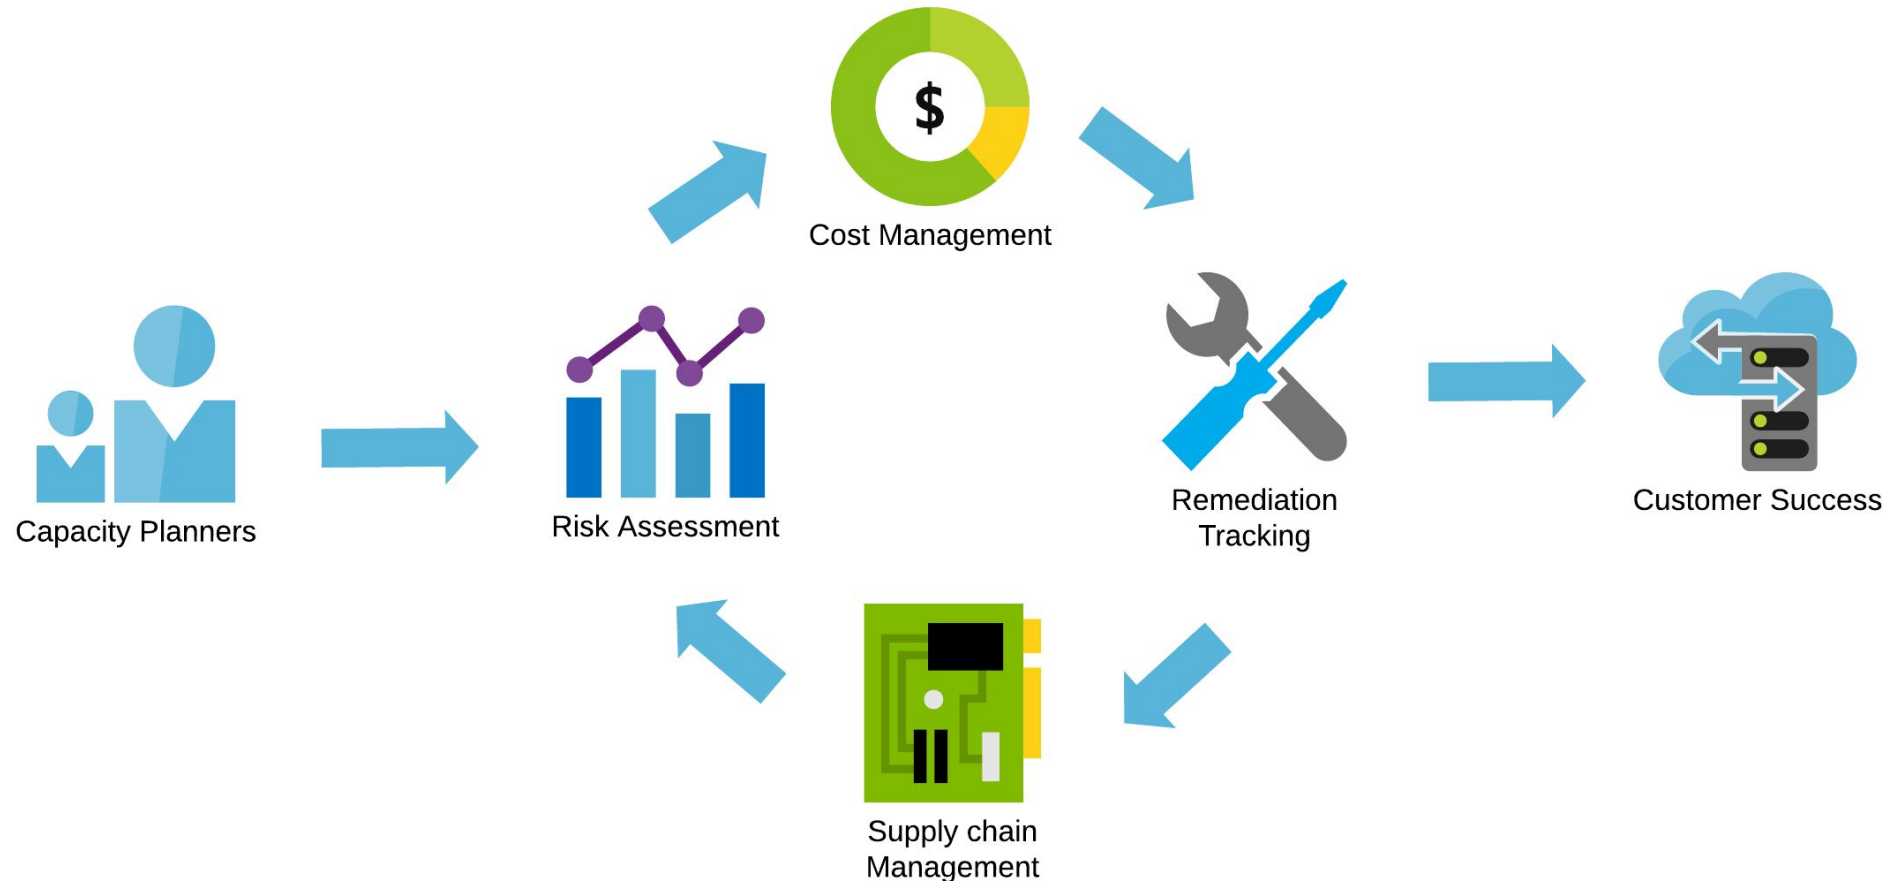 $
Cost Management
Capacity Planners
Risk Assessment
Remediation
Tracking
Customer Success
Supply chain
Management